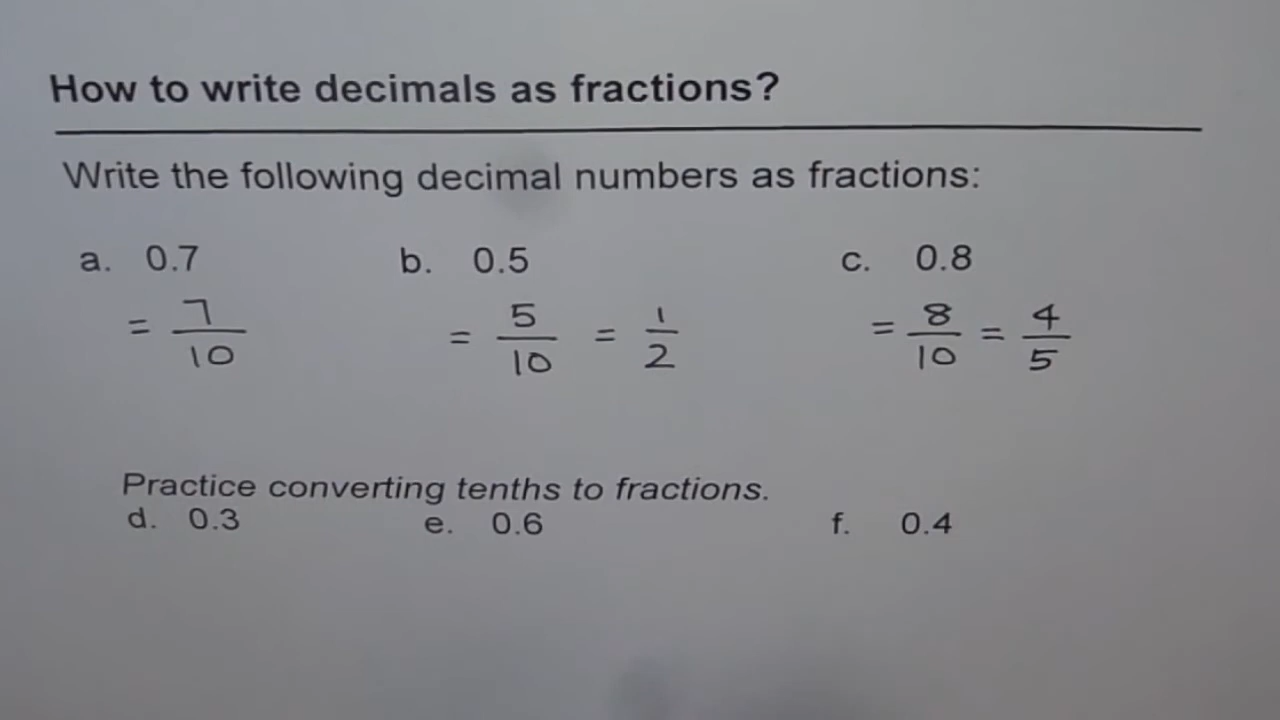 How to write decimals as fractions?
Write the following decimal numbers as fractions:
a. 0.7 b. 0.5 c. 0.8
= 7/10 = 5/10 = 1/2 = 8/10 = 4/5
Practice converting tenths to fractions.
d. 0.3 e. 0.6 f. 0.4